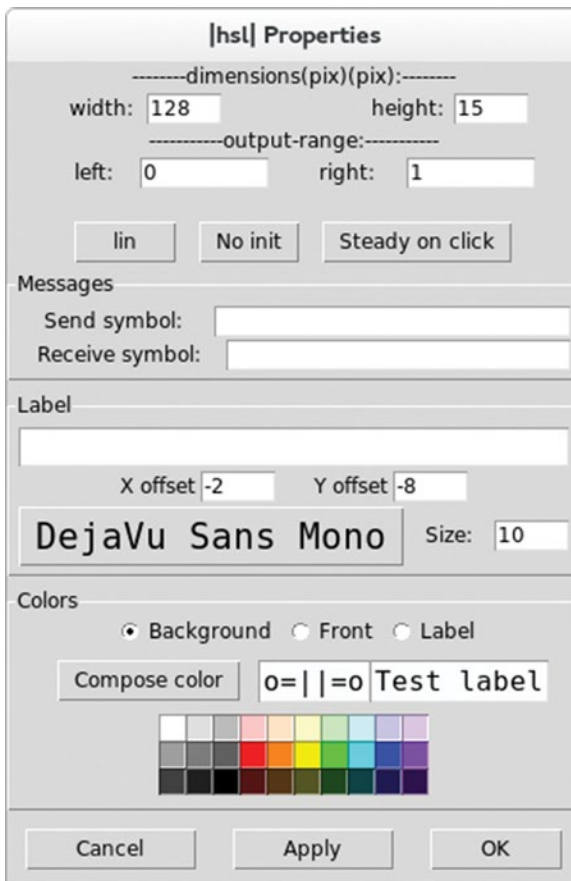 |hsl| Properties
--------dimensions(pix)(pix):--------
width: 128 height: 15
-----------output-range:-----------
left: 0 right: 1
lin No init Steady on click
Messages
Send symbol:
Receive symbol:
Label
X offset -2 Y offset -8
DejaVu Sans Mono Size: 10
Colors
Background Front Label
Compose color o=||=o Test label
Cancel Apply OK